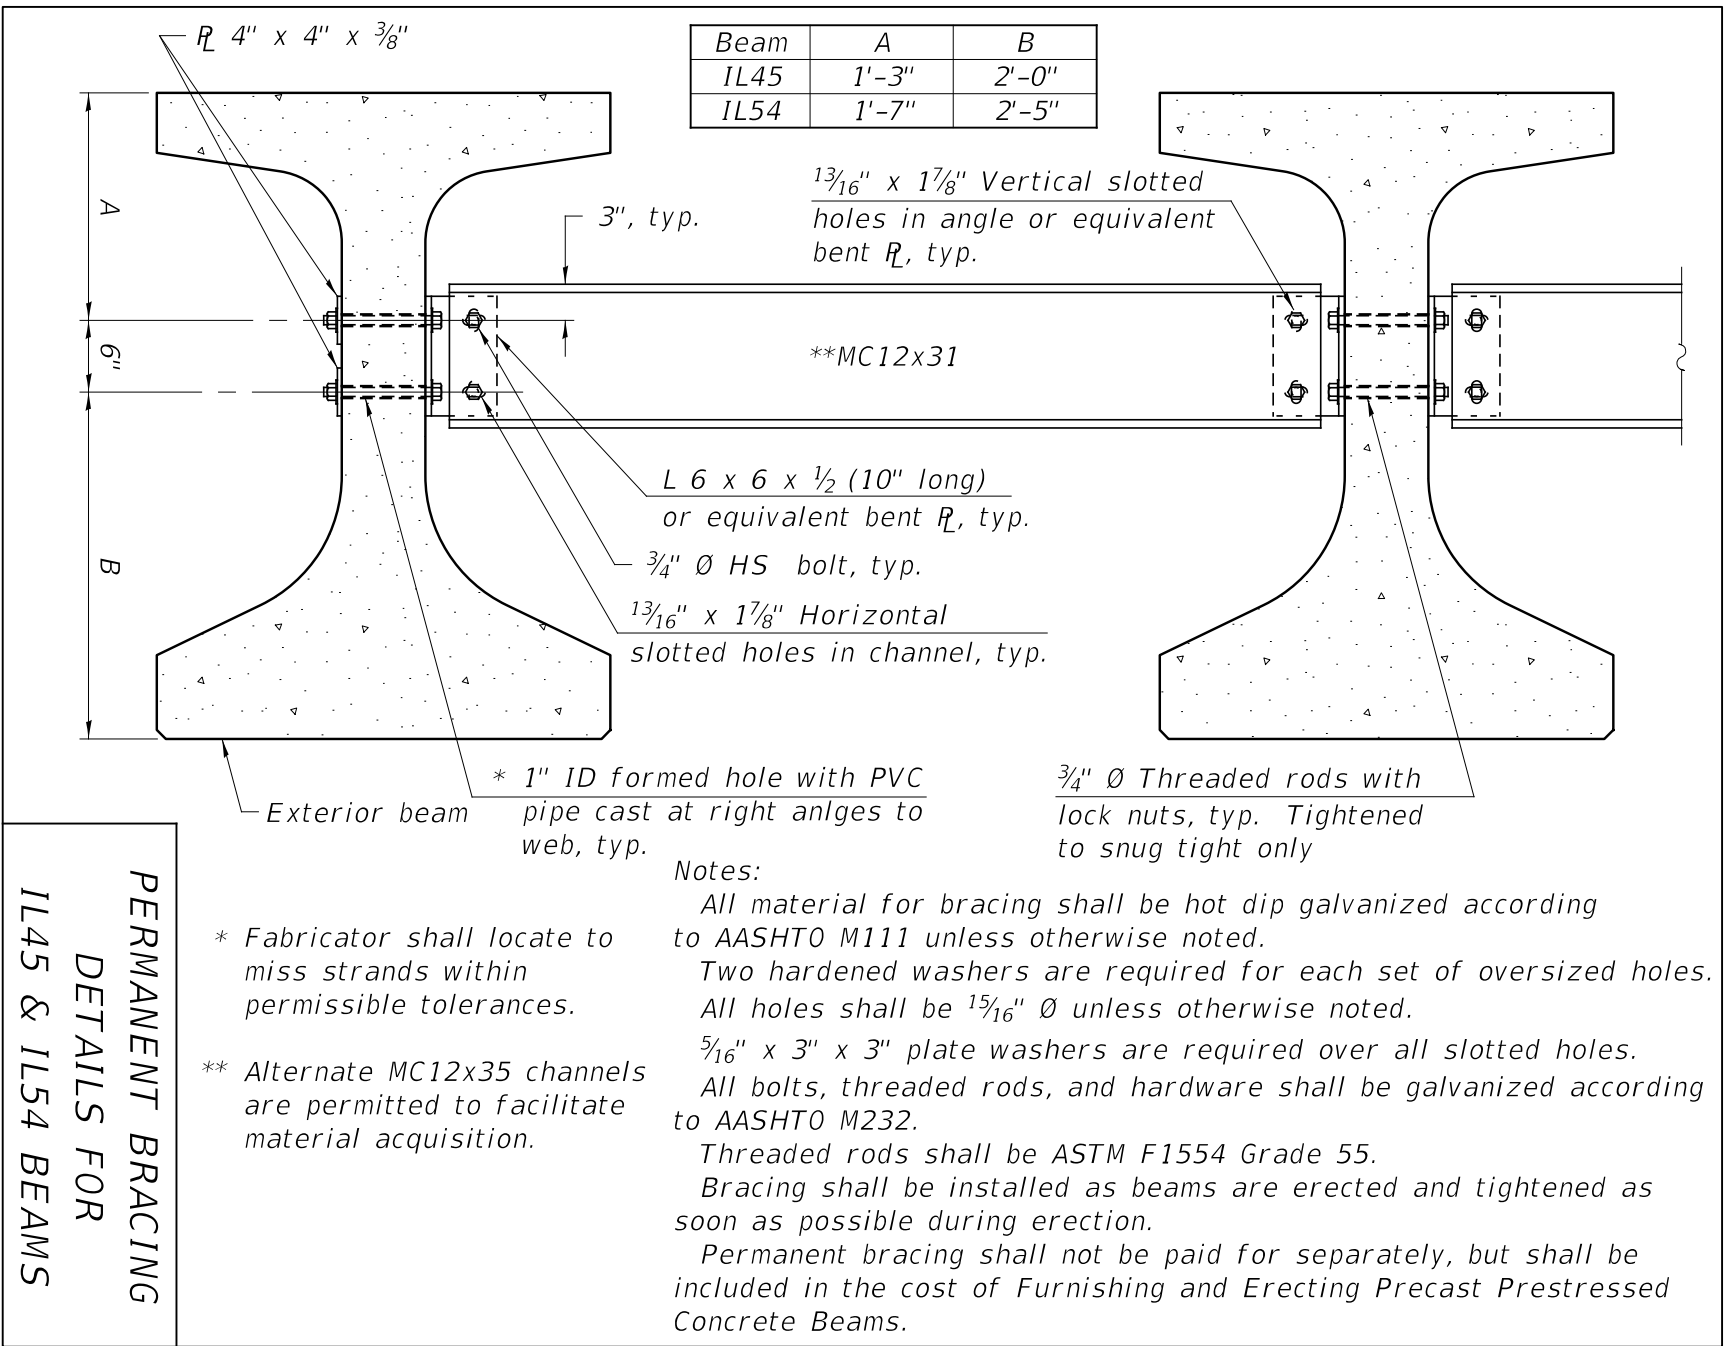 ℄ 4" x 4" x 3/8"
Beam A B
IL45 1'-3" 2'-0"
IL54 1'-7" 2'-5"
A
6"
B
3", typ.
13/16" x 1 7/8" Vertical slotted
holes in angle or equivalent
bent PL, typ.
**MC12x31
L 6 x 6 x 1/2 (10" long)
or equivalent bent PL, typ.
3/4" Ø HS bolt, typ.
13/16" x 1 7/8" Horizontal
slotted holes in channel, typ.
* 1" ID formed hole with PVC
pipe cast at right anlges to
web, typ.
Exterior beam
3/4" Ø Threaded rods with
lock nuts, typ. Tightened
to snug tight only
* Fabricator shall locate to
miss strands within
permissible tolerances.
** Alternate MC12x35 channels
are permitted to facilitate
material acquisition.
Notes:
All material for bracing shall be hot dip galvanized according
to AASHTO M111 unless otherwise noted.
Two hardened washers are required for each set of oversized holes.
All holes shall be 15/16" Ø unless otherwise noted.
5/16" x 3" x 3" plate washers are required over all slotted holes.
All bolts, threaded rods, and hardware shall be galvanized according
to AASHTO M232.
Threaded rods shall be ASTM F1554 Grade 55.
Bracing shall be installed as beams are erected and tightened as
soon as possible during erection.
Permanent bracing shall not be paid for separately, but shall be
included in the cost of Furnishing and Erecting Precast Prestressed
Concrete Beams.
PERMANENT BRACING
DETAILS FOR
IL45 & IL54 BEAMS